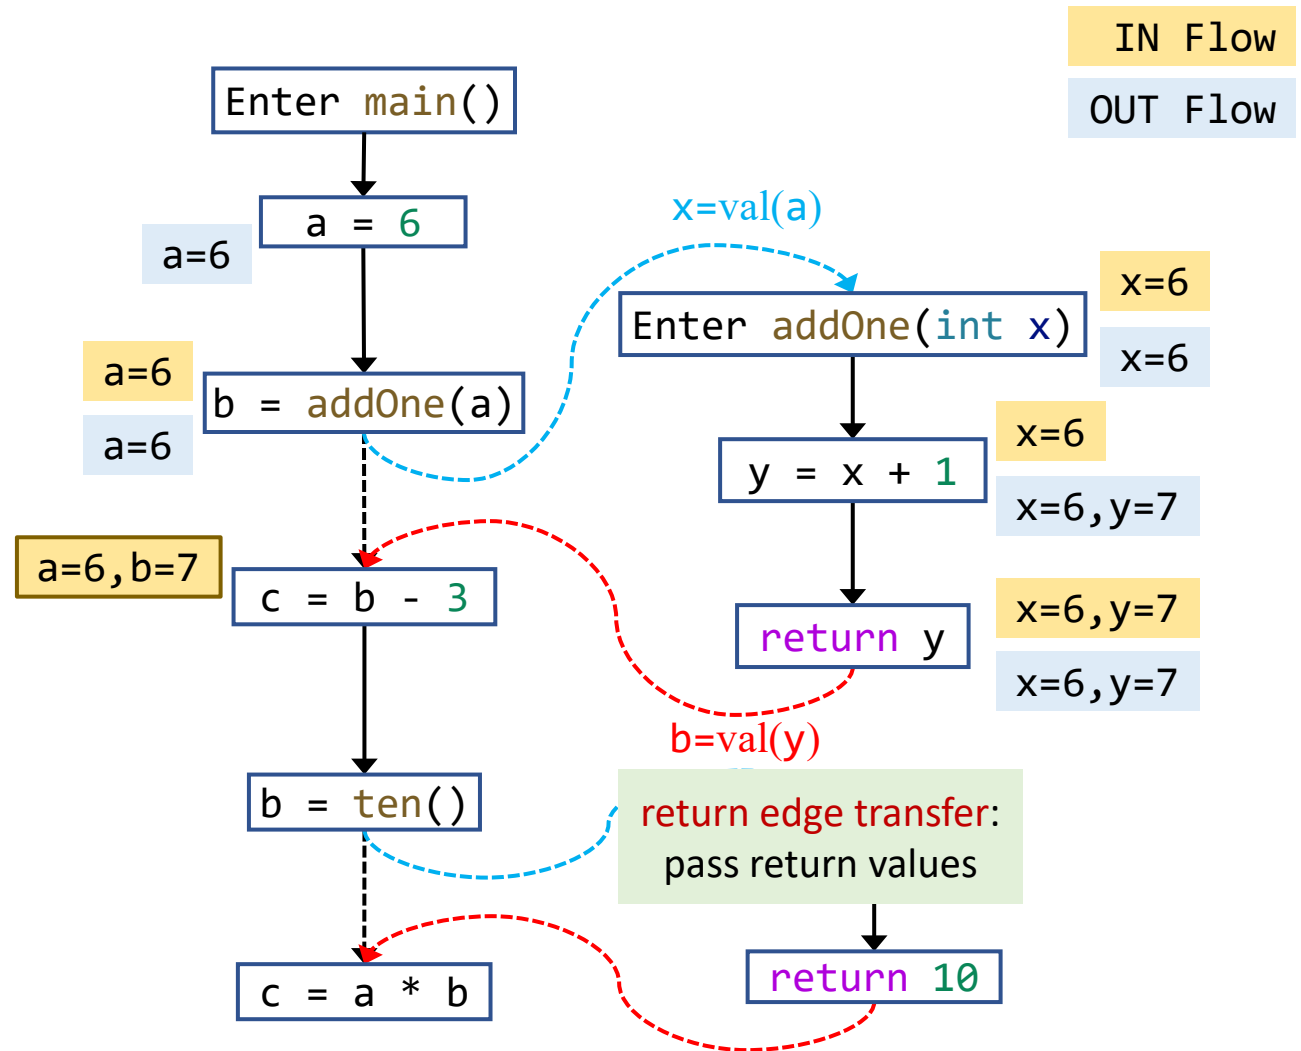 IN Flow
OUT Flow
Enter main()
a = 6
a=6
x=val(a)
Enter addOne(int x)
x=6
x=6
a=6
b = addOne(a)
a=6
y = x + 1
x=6
x=6,y=7
a=6,b=7
c = b - 3
return y
x=6,y=7
x=6,y=7
b=val(y)
b = ten()
return edge transfer:
pass return values
c = a * b
return 10